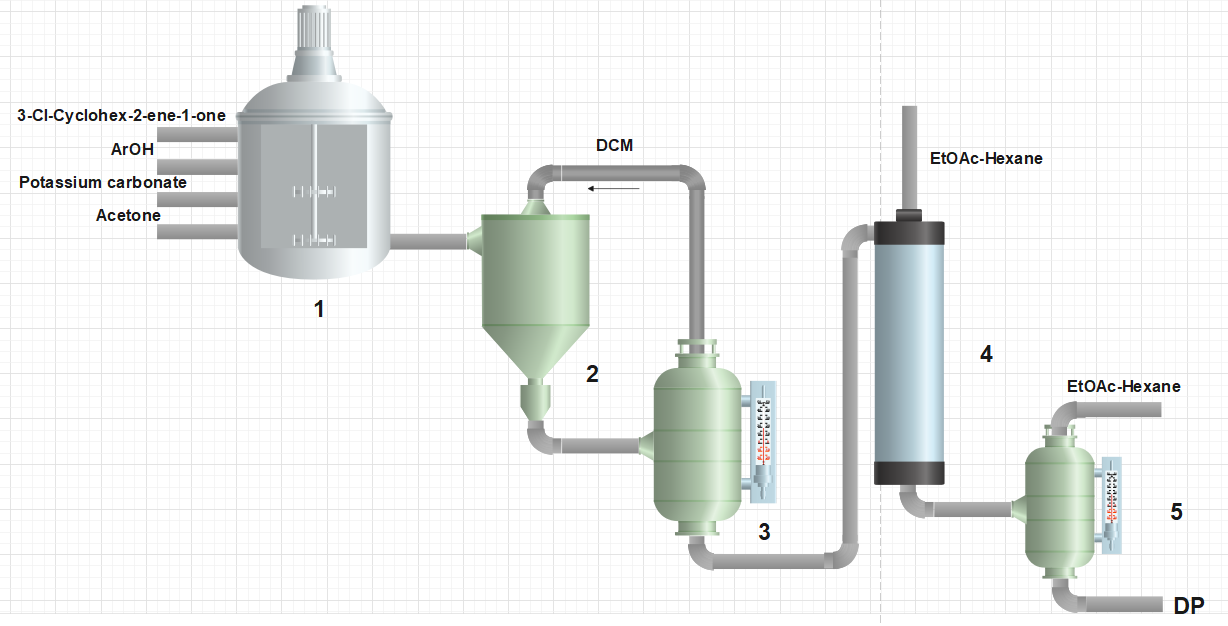 3-Cl-Cyclohex-2-ene-1-one
ArOH
Potassium carbonate
Acetone
1
DCM
2
3
EtOAc-Hexane
4
EtOAc-Hexane
5
DP